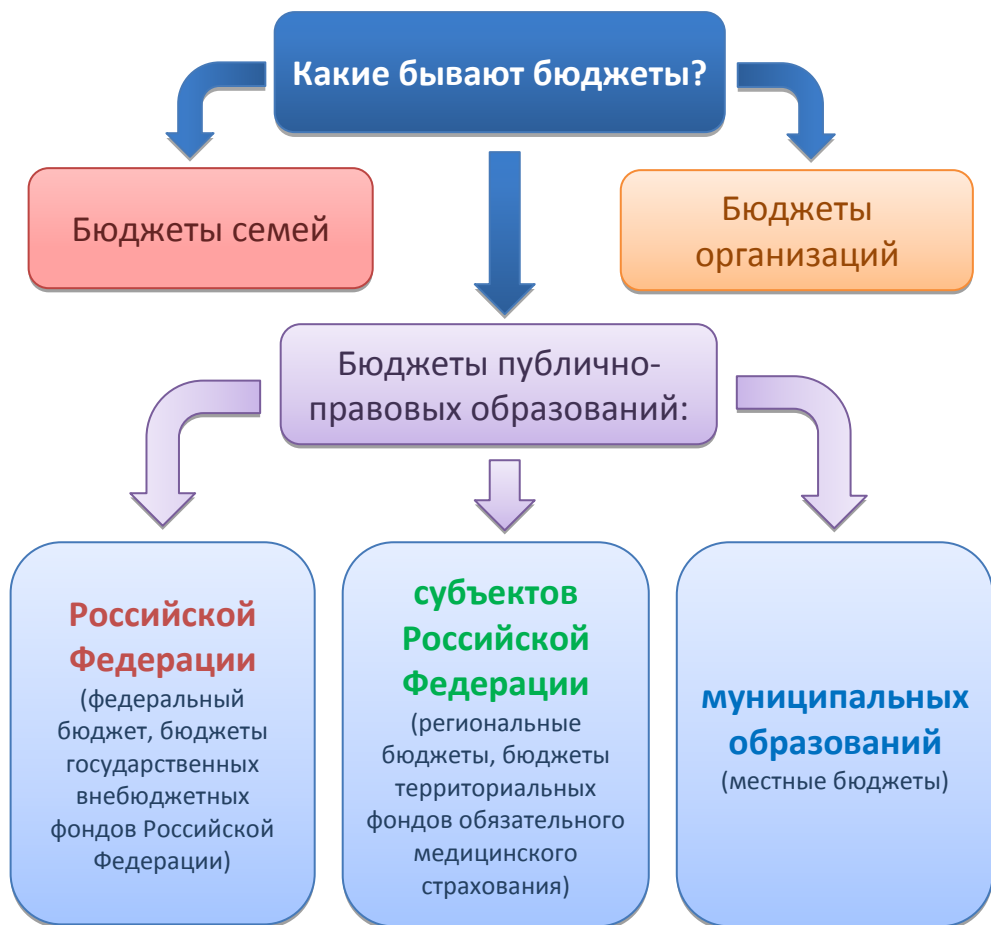 Какие бывают бюджеты?
Бюджеты семей
Бюджеты
организаций
Бюджеты публично-
правовых образований:
Российской
Федерации
(федеральный
бюджет, бюджеты
государственных
внебюджетных
фондов Российской
Федерации)
субъектов
Российской
Федерации
(региональные
бюджеты, бюджеты
территориальных
фондов обязательного
медицинского
страхования)
муниципальных
образований
(местные бюджеты)